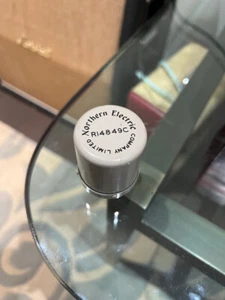 Northern Electric
R14849C
COMPANY LIMITED